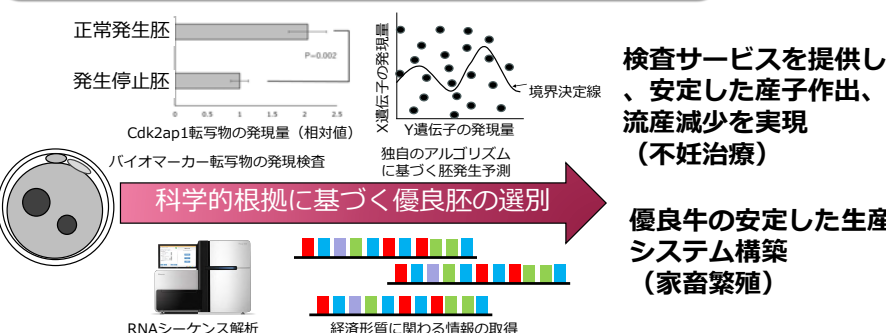 正常発生胚
発生停止胚
P=0.002
0 0.5 1 1.5 2 2.5
Cdk2ap1転写物の発現量（相対値）
バイオマーカー転写物の発現検査
X遺伝子の発現量
Y遺伝子の発現量
境界決定線
独自のアルゴリズム
に基づく胚発生予測
科学的根拠に基づく優良胚の選別
RNAシーケンス解析
経済形質に関わる情報の取得
検査サービスを提供し
、安定した産子作出、
流産減少を実現
（不妊治療）
優良牛の安定した生産
システム構築
（家畜繁殖）